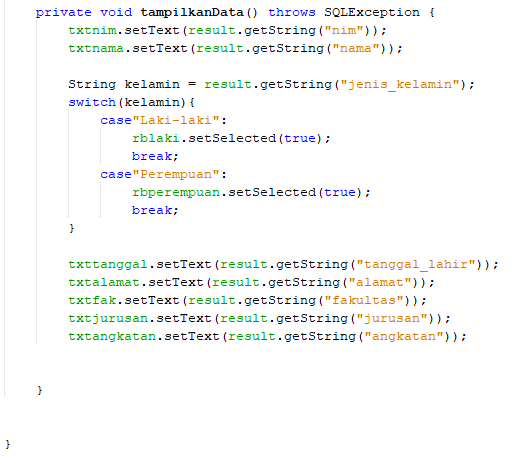 private void tampilkanData() throws SQLException {
txtnim.setText(result.getString("nim"));
txtnama.setText(result.getString("nama"));
String kelamin = result.getString("jenis_kelamin");
switch(kelamin){
case"Laki-laki":
rblaki.setSelected(true);
break;
case"Perempuan":
rbperempuan.setSelected(true);
break;
}
txttanggal.setText(result.getString("tanggal_lahir"));
txtalamat.setText(result.getString("alamat"));
txtfak.setText(result.getString("fakultas"));
txtjurusan.setText(result.getString("jurusan"));
txtangkatan.setText(result.getString("angkatan"));
}
}